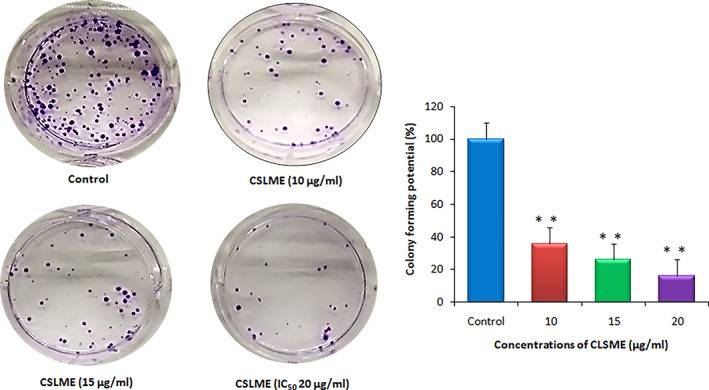 Control
CSLME (10 µg/ml)
CSLME (15 µg/ml)
CSLME (IC50 20 µg/ml)
Colony forming potential (%)
120
100
80
60
40
20
0
* *
* *
* *
Control
10
15
20
Concentrations of CLSME (µg/ml)